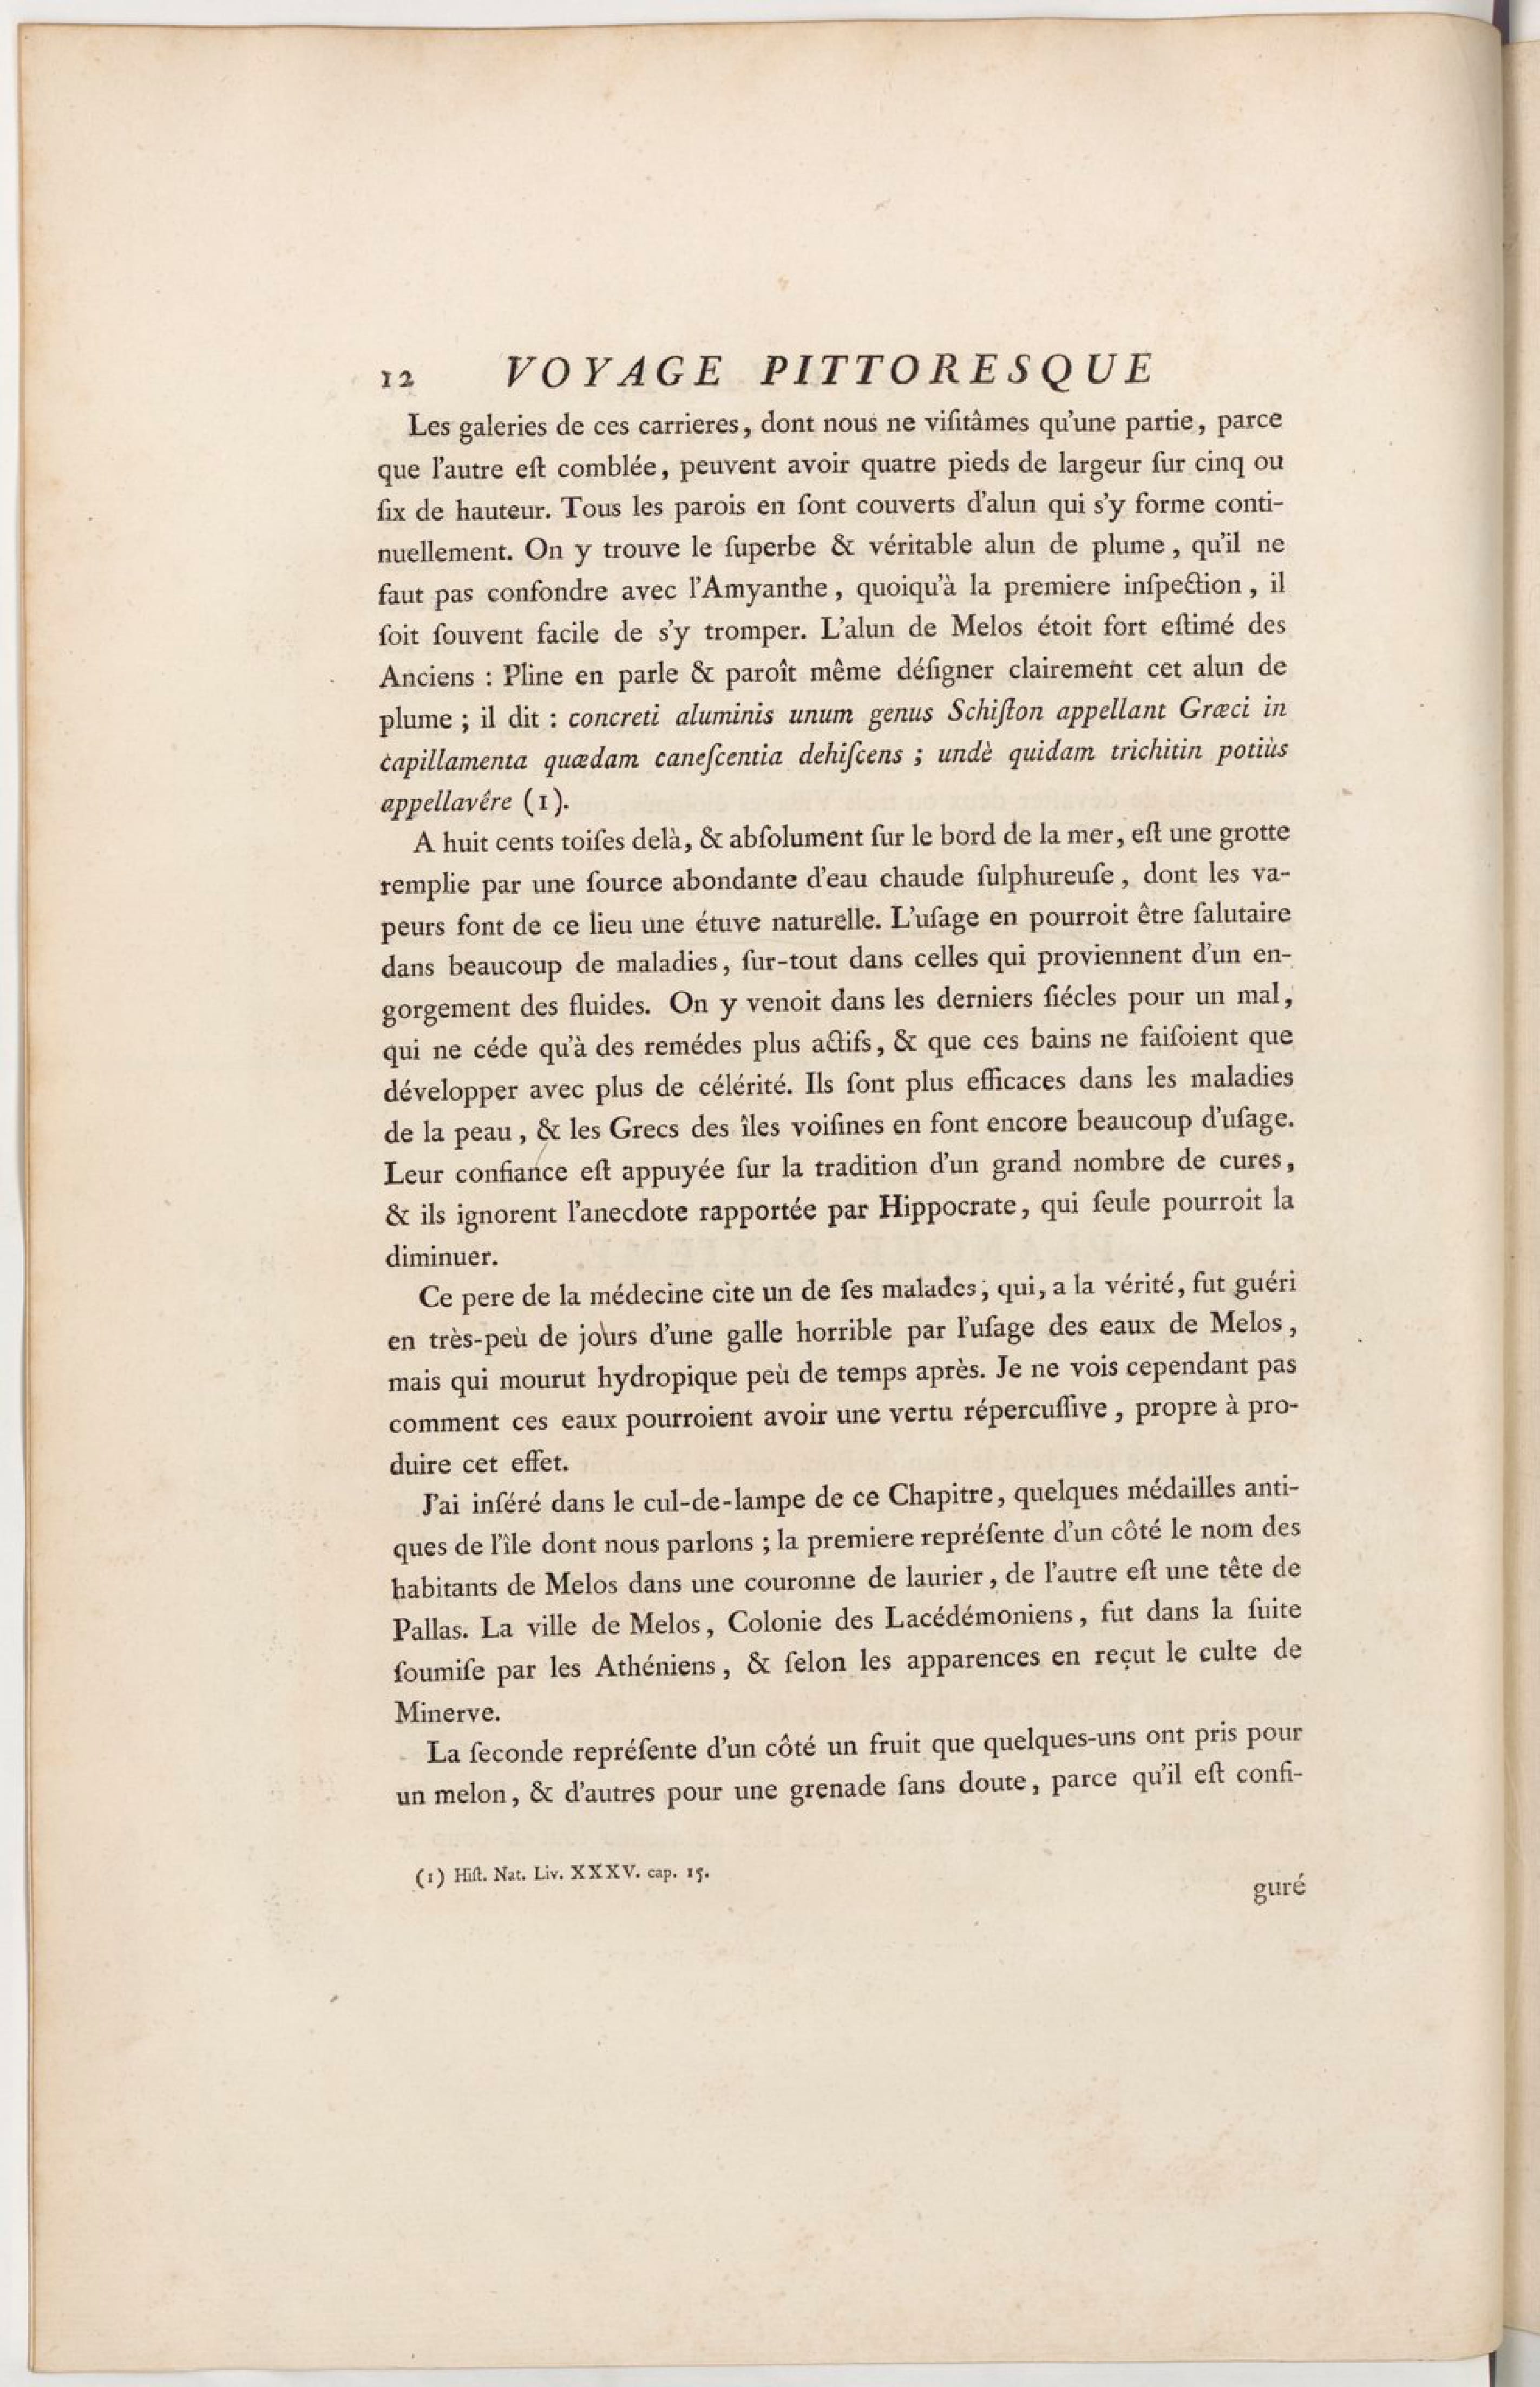 12 VOYAGE PITTORESQUE
Les galeries de ces carrieres, dont nous ne viſitâmes qu'une partie, parce
que l'autre eſt comblée, peuvent avoir quatre pieds de largeur ſur cinq ou
ſix de hauteur. Tous les parois en ſont couverts d'alun qui s'y forme conti-
nuellement. On y trouve le ſuperbe & véritable alun de plume, qu'il ne
faut pas confondre avec l'Amyanthe, quoiqu'à la premiere inſpection, il
ſoit ſouvent facile de s'y tromper. L'alun de Melos étoit fort eſtimé des
Anciens : Pline en parle & paroît même déſigner clairement cet alun de
plume ; il dit : concreti aluminis unum genus Schiſton appellant Græci in
capillamenta quædam caneſcentia dehiſcens ; undè quidam trichitin potiùs
appellavêre (1).
A huit cents toiſes delà, & abſolument ſur le bord de la mer, eſt une grotte
remplie par une ſource abondante d'eau chaude ſulphureuſe, dont les va-
peurs font de ce lieu une étuve naturelle. L'uſage en pourroit être ſalutaire
dans beaucoup de maladies, ſur-tout dans celles qui proviennent d'un en-
gorgement des fluides. On y venoit dans les derniers ſiécles pour un mal,
qui ne céde qu'à des remédes plus actifs, & que ces bains ne faiſoient que
développer avec plus de célérité. Ils ſont plus efficaces dans les maladies
de la peau, & les Grecs des îles voiſines en font encore beaucoup d'uſage.
Leur confiance eſt appuyée ſur la tradition d'un grand nombre de cures,
& ils ignorent l'anecdote rapportée par Hippocrate, qui ſeule pourroit la
diminuer.
Ce pere de la médecine cite un de ſes malades; qui, a la vérité, fut guéri
en très-peù de jours d'une galle horrible par l'uſage des eaux de Melos,
mais qui mourut hydropique peù de temps après. Je ne vois cependant pas
comment ces eaux pourroient avoir une vertu répercuſſive, propre à pro-
duire cet effet.
J'ai inſéré dans le cul-de-lampe de ce Chapitre, quelques médailles anti-
ques de l'île dont nous parlons ; la premiere repréſente d'un côté le nom des
habitants de Melos dans une couronne de laurier, de l'autre eſt une tête de
Pallas. La ville de Melos, Colonie des Lacédémoniens, fut dans la ſuite
ſoumiſe par les Athéniens, & ſelon les apparences en reçut le culte de
Minerve.
La ſeconde repréſente d'un côté un fruit que quelques-uns ont pris pour
un melon, & d'autres pour une grenade ſans doute, parce qu'il eſt confi-
(1) Hiſt. Nat. Liv. XXXV. cap. 15.
guré